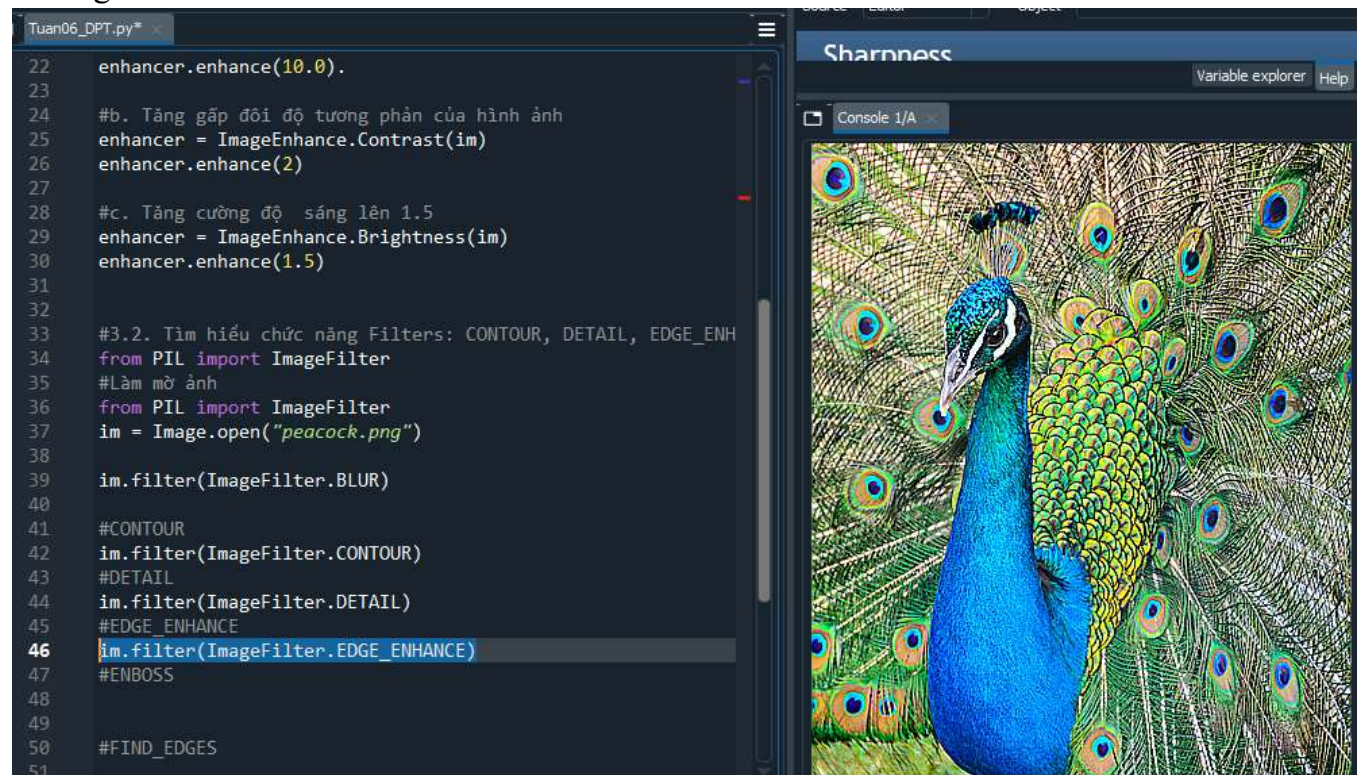 Tuan06_DPT.py*
22 enhancer.enhance(10.0).
23
24 #b. Tăng gấp đôi độ tương phản của hình ảnh
25 enhancer = ImageEnhance.Contrast(im)
26 enhancer.enhance(2)
27
28 #c. Tăng cường độ  sáng lên 1.5
29 enhancer = ImageEnhance.Brightness(im)
30 enhancer.enhance(1.5)
31
32
33 #3.2. Tìm hiểu chức năng Filters: CONTOUR, DETAIL, EDGE_ENH
34 from PIL import ImageFilter
35 #Làm mờ ảnh
36 from PIL import ImageFilter
37 im = Image.open("peacock.png")
38
39 im.filter(ImageFilter.BLUR)
40
41 #CONTOUR
42 im.filter(ImageFilter.CONTOUR)
43 #DETAIL
44 im.filter(ImageFilter.DETAIL)
45 #EDGE_ENHANCE
46 im.filter(ImageFilter.EDGE_ENHANCE)
47 #ENBOSS
48
49
50 #FIND_EDGES
51
Sharpness
Variable explorer Help
Console 1/A